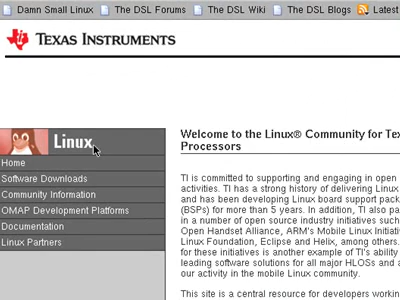 Damn Small Linux The DSL Forums The DSL Wiki The DSL Blogs Latest
TEXAS INSTRUMENTS
Linux
Home
Software Downloads
Community Information
OMAP Development Platforms
Documentation
Linux Partners
Welcome to the Linux® Community for
Processors
TI is committed to supporting and engaging in open
activities. TI has a strong history of delivering Linux
and has been developing Linux board support pack
(BSPs) for more than 5 years. In addition, TI also pa
in a number of open source industry initiatives such
Open Handset Alliance, ARM's Mobile Linux Initiati
Linux Foundation, Eclipse and Helix, among others.
for these initiatives is another example of TI's ability
leading software solutions for all major HLOSs and a
our activity in the mobile Linux community.
This site is a central resource for developers workin